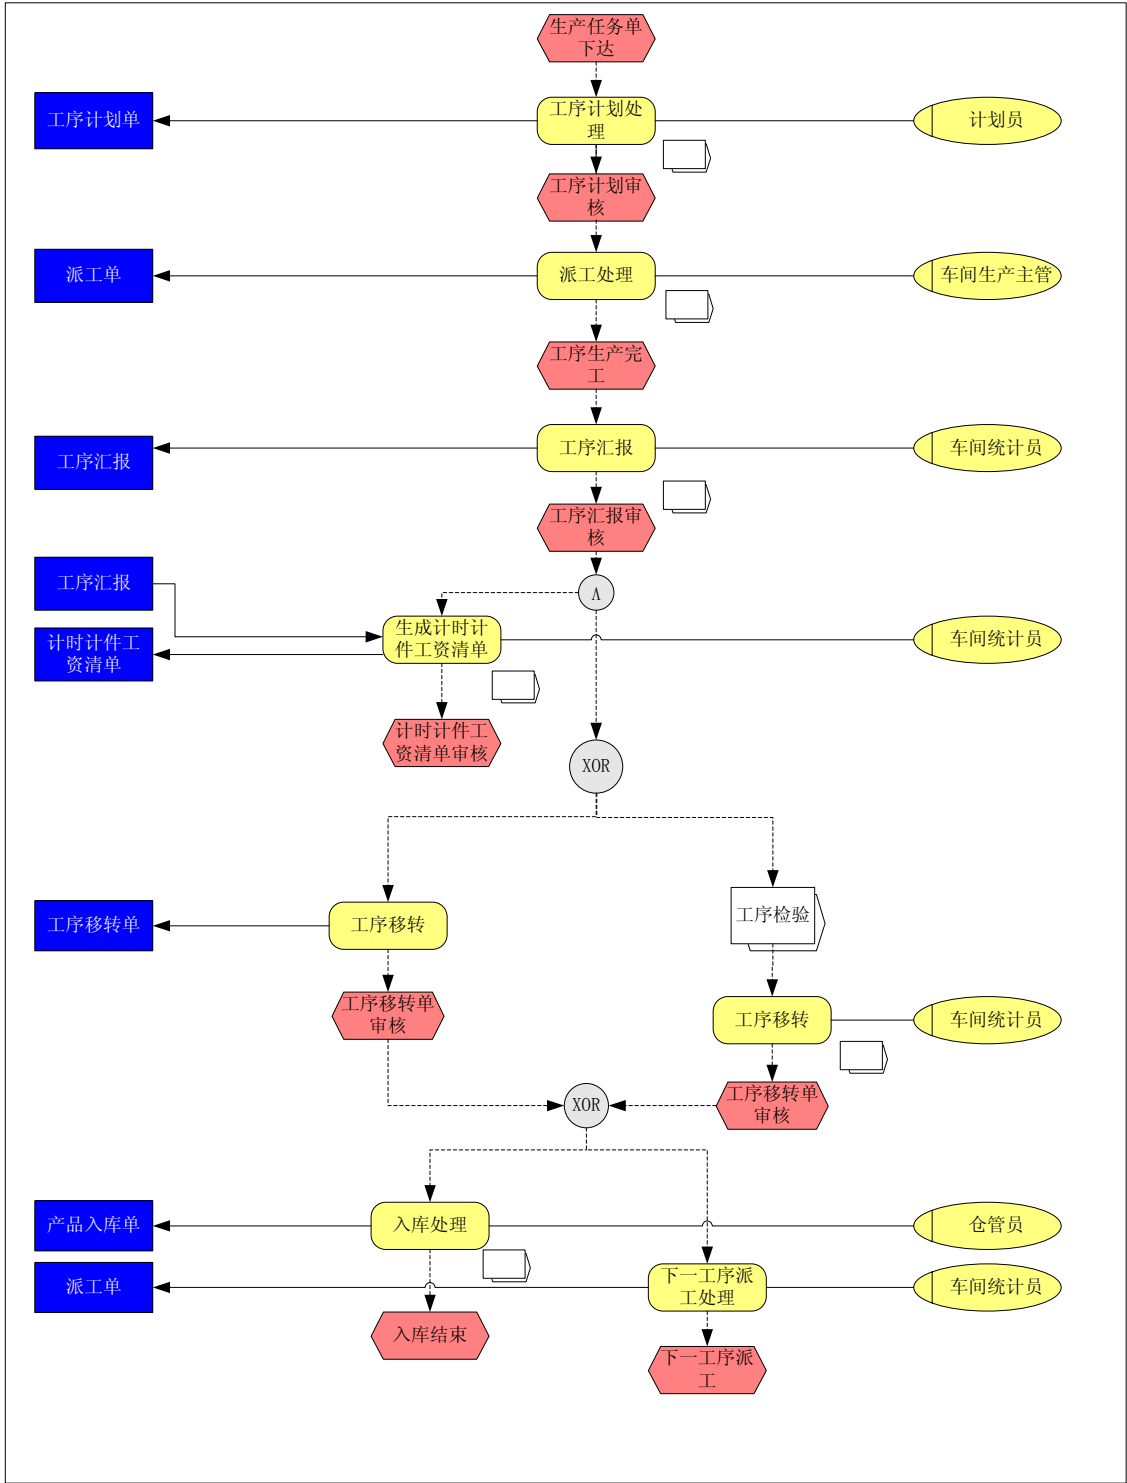 生产任务单
下达
工序计划单
工序计划处
理
计划员
工序计划审
核
派工单
派工处理
车间生产主管
工序生产完
工
工序汇报
工序汇报
车间统计员
工序汇报审
核
工序汇报
Λ
计时计件工
资清单
生成计时计
件工资清单
车间统计员
计时计件工
资清单审核
XOR
工序移转单
工序移转
工序检验
工序移转单
审核
工序移转
车间统计员
XOR
工序移转单
审核
产品入库单
入库处理
仓管员
派工单
下一工序派
工处理
车间统计员
入库结束
下一工序派
工